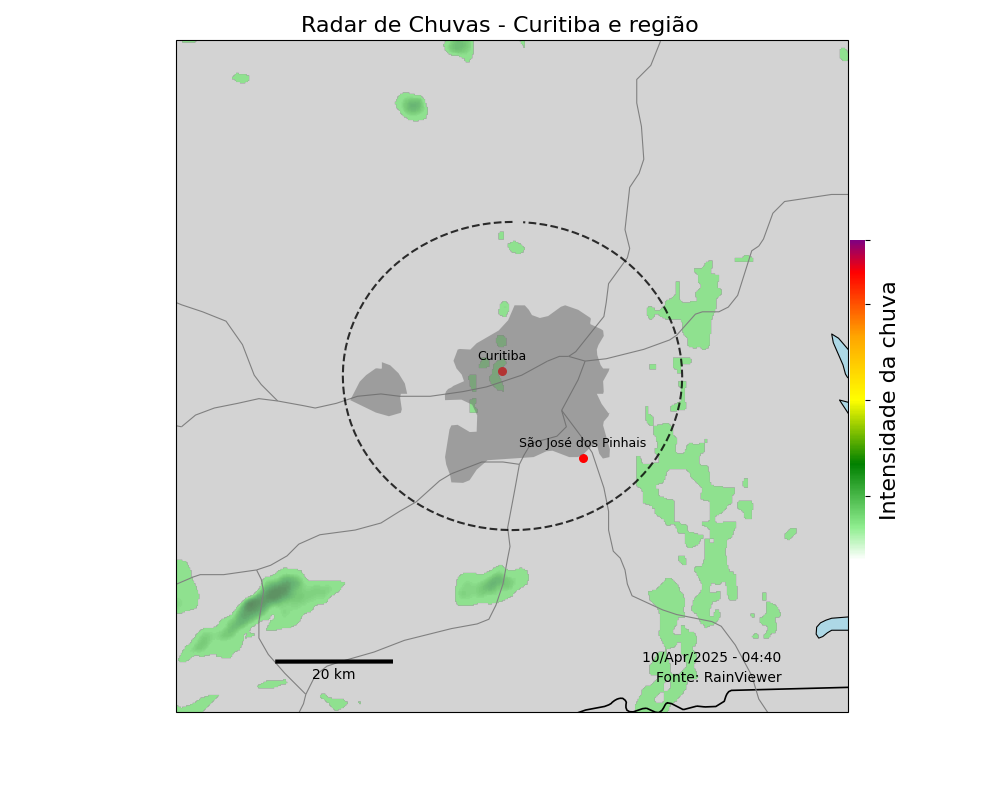 Radar de Chuvas - Curitiba e região
Curitiba
São José dos Pinhais
Intensidade da chuva
10/Apr/2025 - 04:40
Fonte: RainViewer
20 km